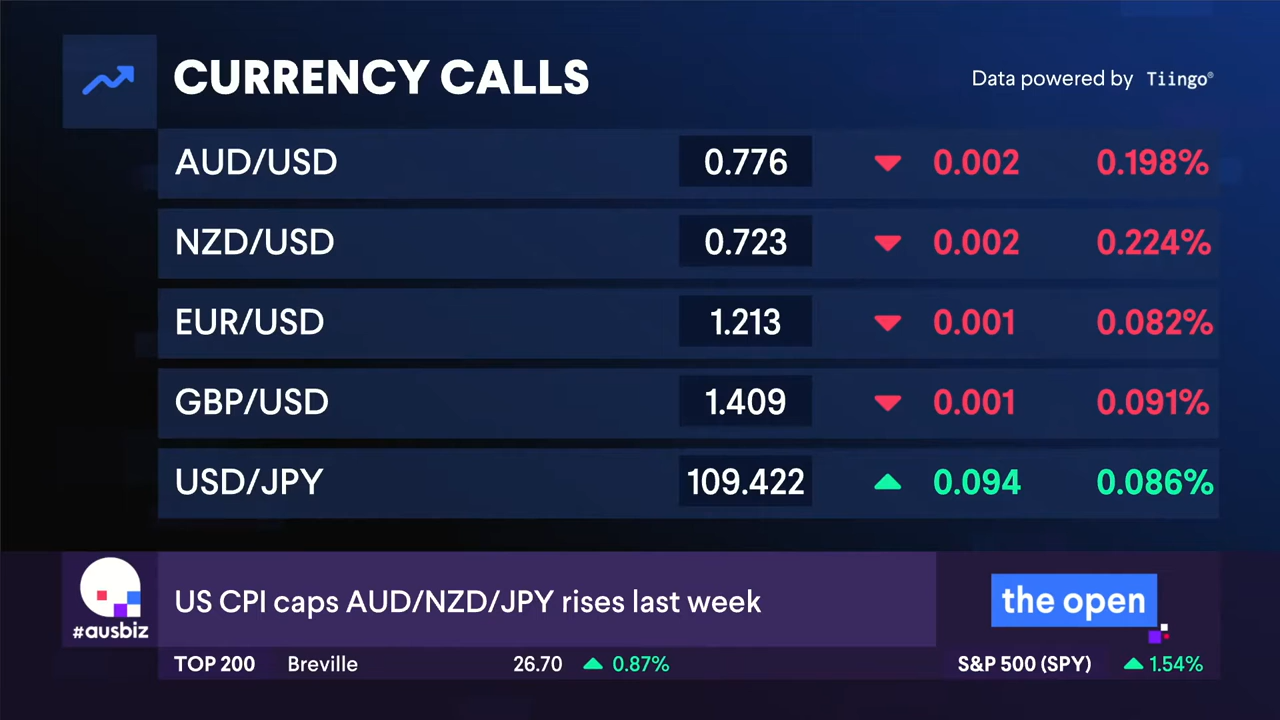 CURRENCY CALLS
Data powered by Tiingo®
AUD/USD 0.776 ▼ 0.002 0.198%
NZD/USD 0.723 ▼ 0.002 0.224%
EUR/USD 1.213 ▼ 0.001 0.082%
GBP/USD 1.409 ▼ 0.001 0.091%
USD/JPY 109.422 ▲ 0.094 0.086%
#ausbiz
US CPI caps AUD/NZD/JPY rises last week
the open
TOP 200 Breville 26.70 ▲ 0.87%
S&P 500 (SPY) ▲ 1.54%